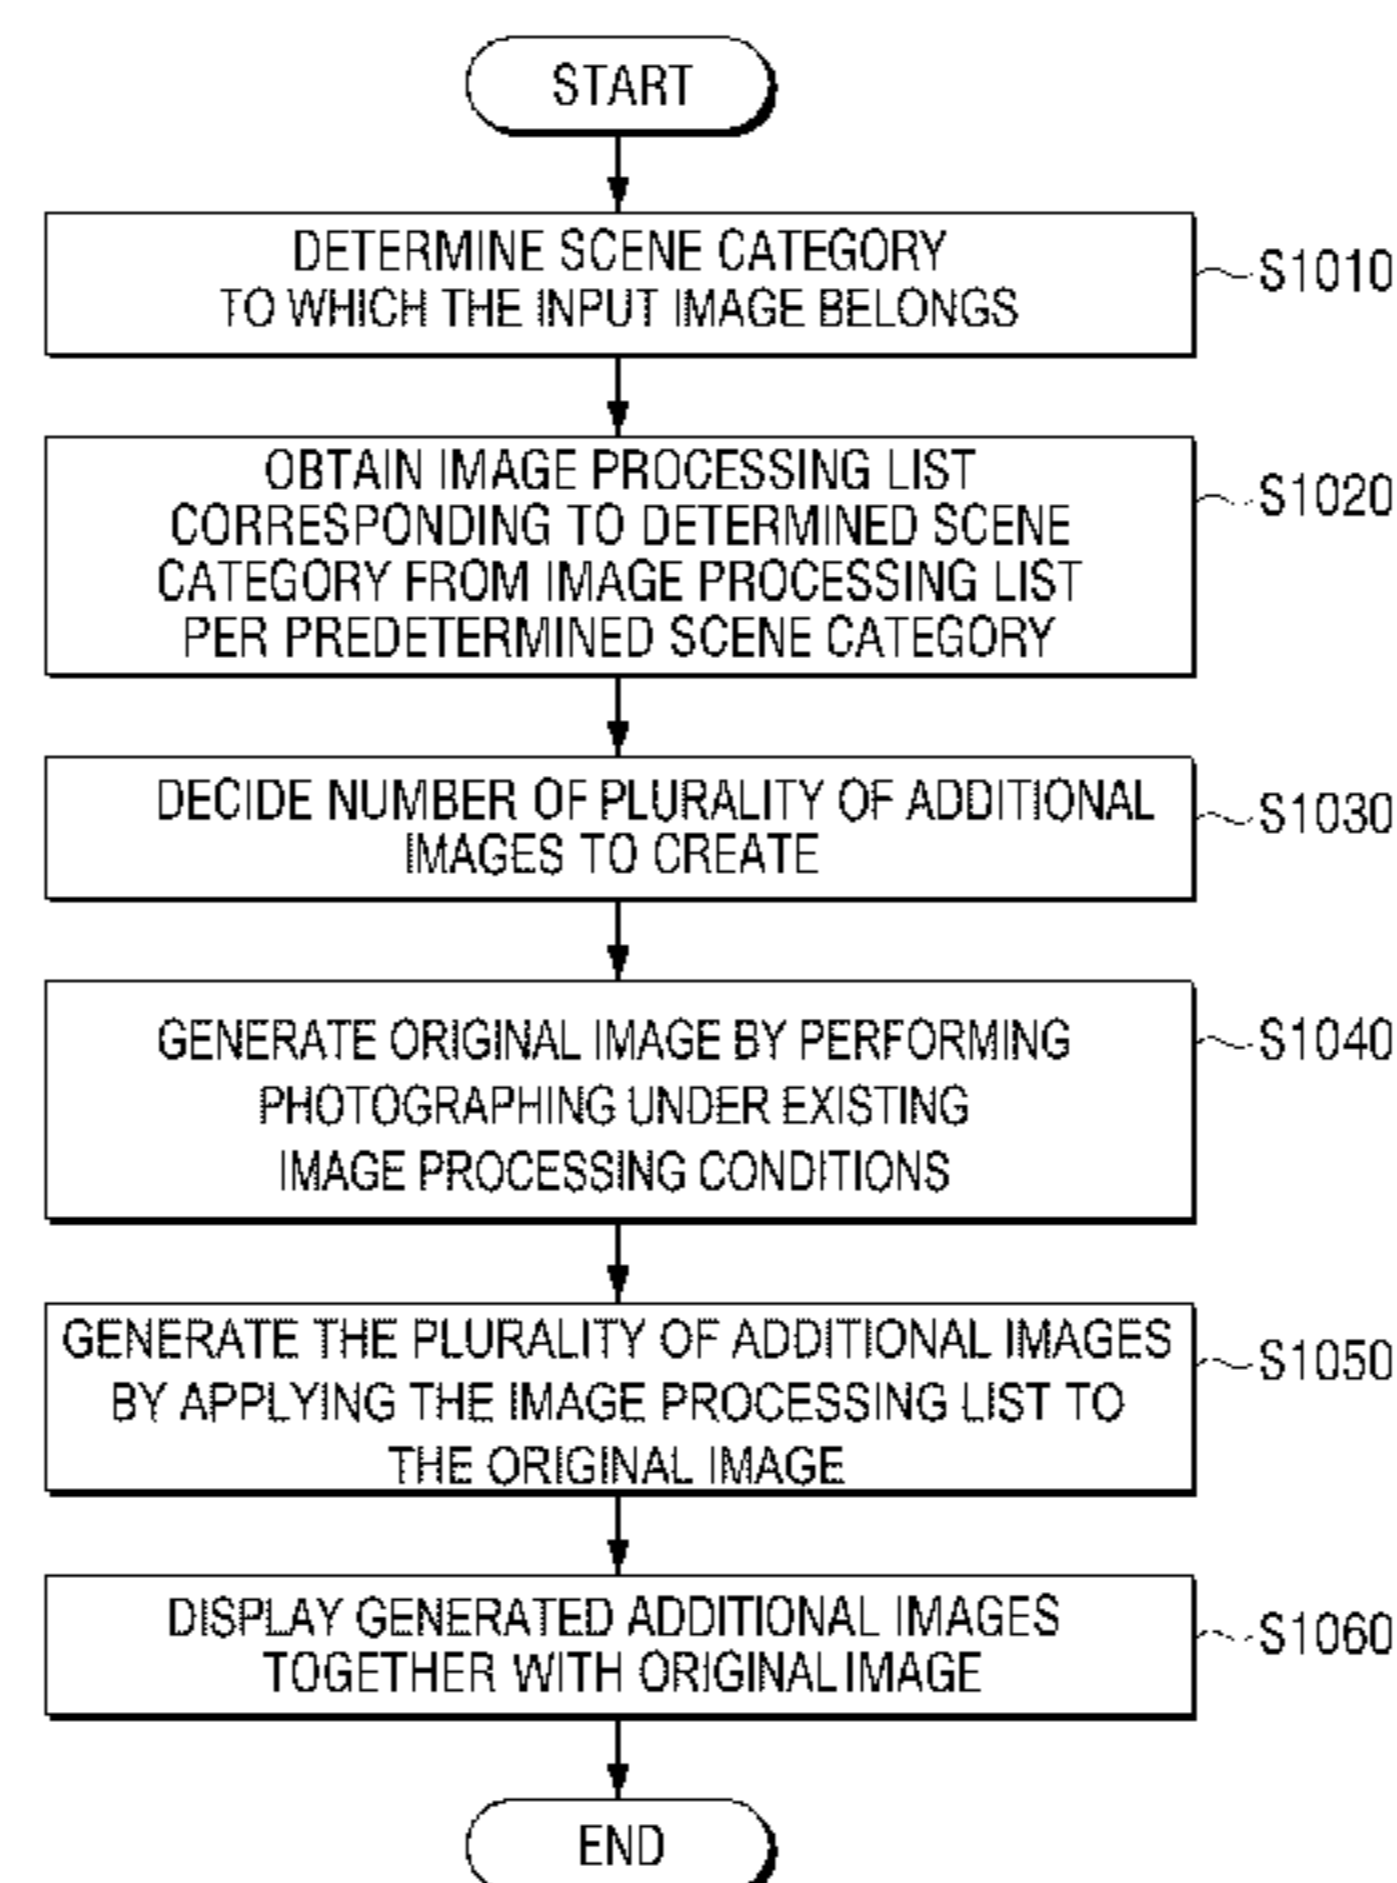 START
DETERMINE SCENE CATEGORY
TO WHICH THE INPUT IMAGE BELONGS
S1010
OBTAIN IMAGE PROCESSING LIST
CORRESPONDING TO DETERMINED SCENE
CATEGORY FROM IMAGE PROCESSING LIST
PER PREDETERMINED SCENE CATEGORY
S1020
DECIDE NUMBER OF PLURALITY OF ADDITIONAL
IMAGES TO CREATE
S1030
GENERATE ORIGINAL IMAGE BY PERFORMING
PHOTOGRAPHING UNDER EXISTING
IMAGE PROCESSING CONDITIONS
S1040
GENERATE THE PLURALITY OF ADDITIONAL IMAGES
BY APPLYING THE IMAGE PROCESSING LIST TO
THE ORIGINAL IMAGE
S1050
DISPLAY GENERATED ADDITIONAL IMAGES
TOGETHER WITH ORIGINAL IMAGE
S1060
END